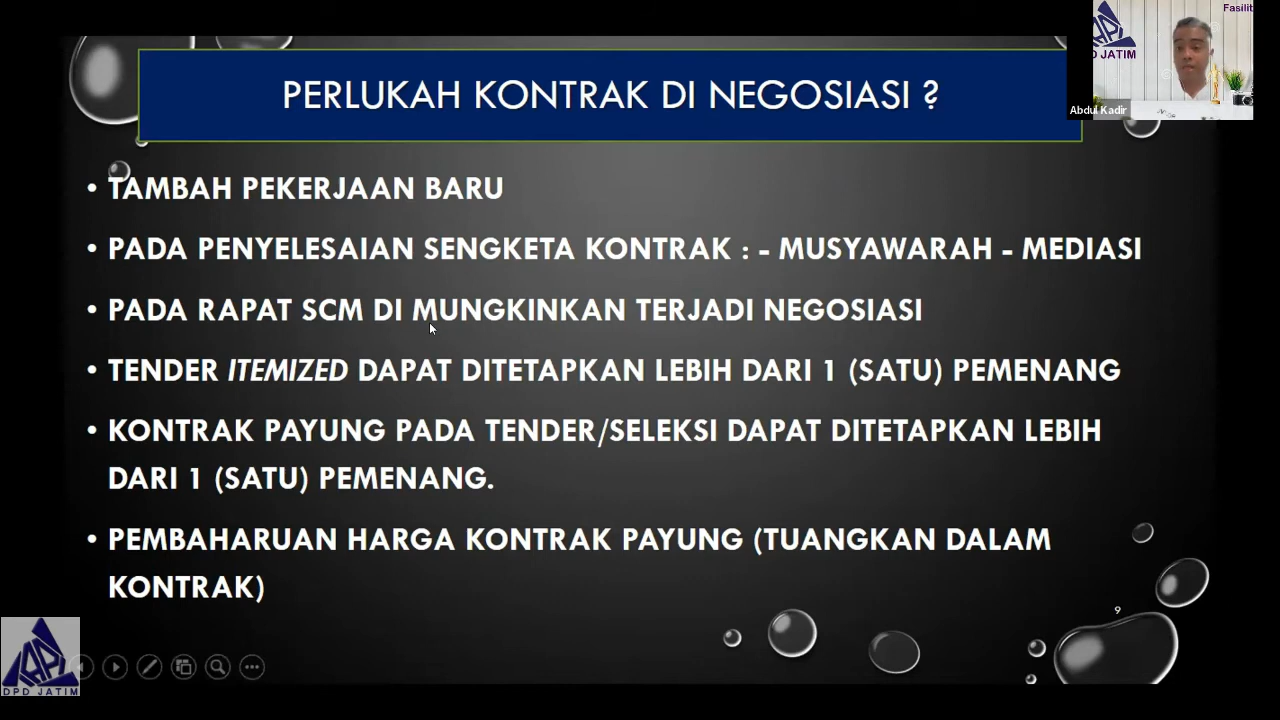 Fasilit
DPD JATIM
Abdul Kadir
PERLUKAH KONTRAK DI NEGOSIASI ?
• TAMBAH PEKERJAAN BARU
• PADA PENYELESAIAN SENGKETA KONTRAK : - MUSYAWARAH - MEDIASI
• PADA RAPAT SCM DI MUNGKINKAN TERJADI NEGOSIASI
• TENDER ITEMIZED DAPAT DITETAPKAN LEBIH DARI 1 (SATU) PEMENANG
• KONTRAK PAYUNG PADA TENDER/SELEKSI DAPAT DITETAPKAN LEBIH
DARI 1 (SATU) PEMENANG.
• PEMBAHARUAN HARGA KONTRAK PAYUNG (TUANGKAN DALAM
KONTRAK)
9
DPD JATIM